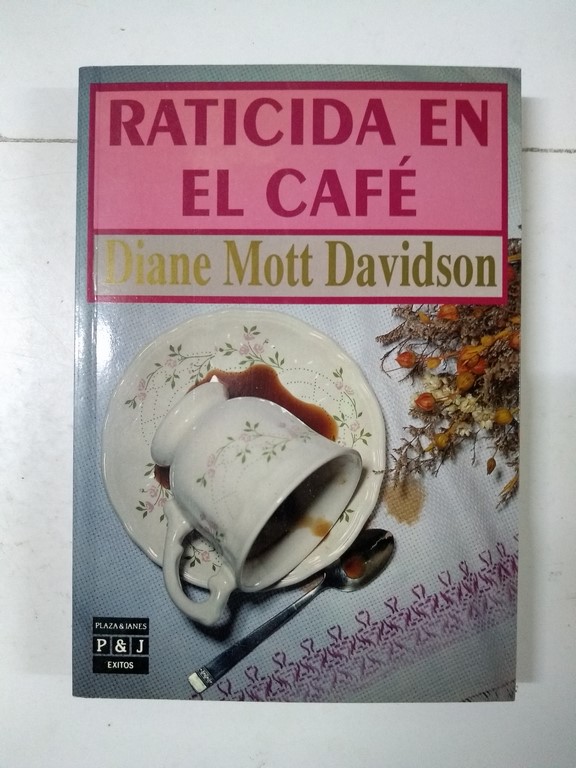 RATICIDA EN
EL CAFÉ
Diane Mott Davidson
PLAZA & JANES
P & J
EXITOS